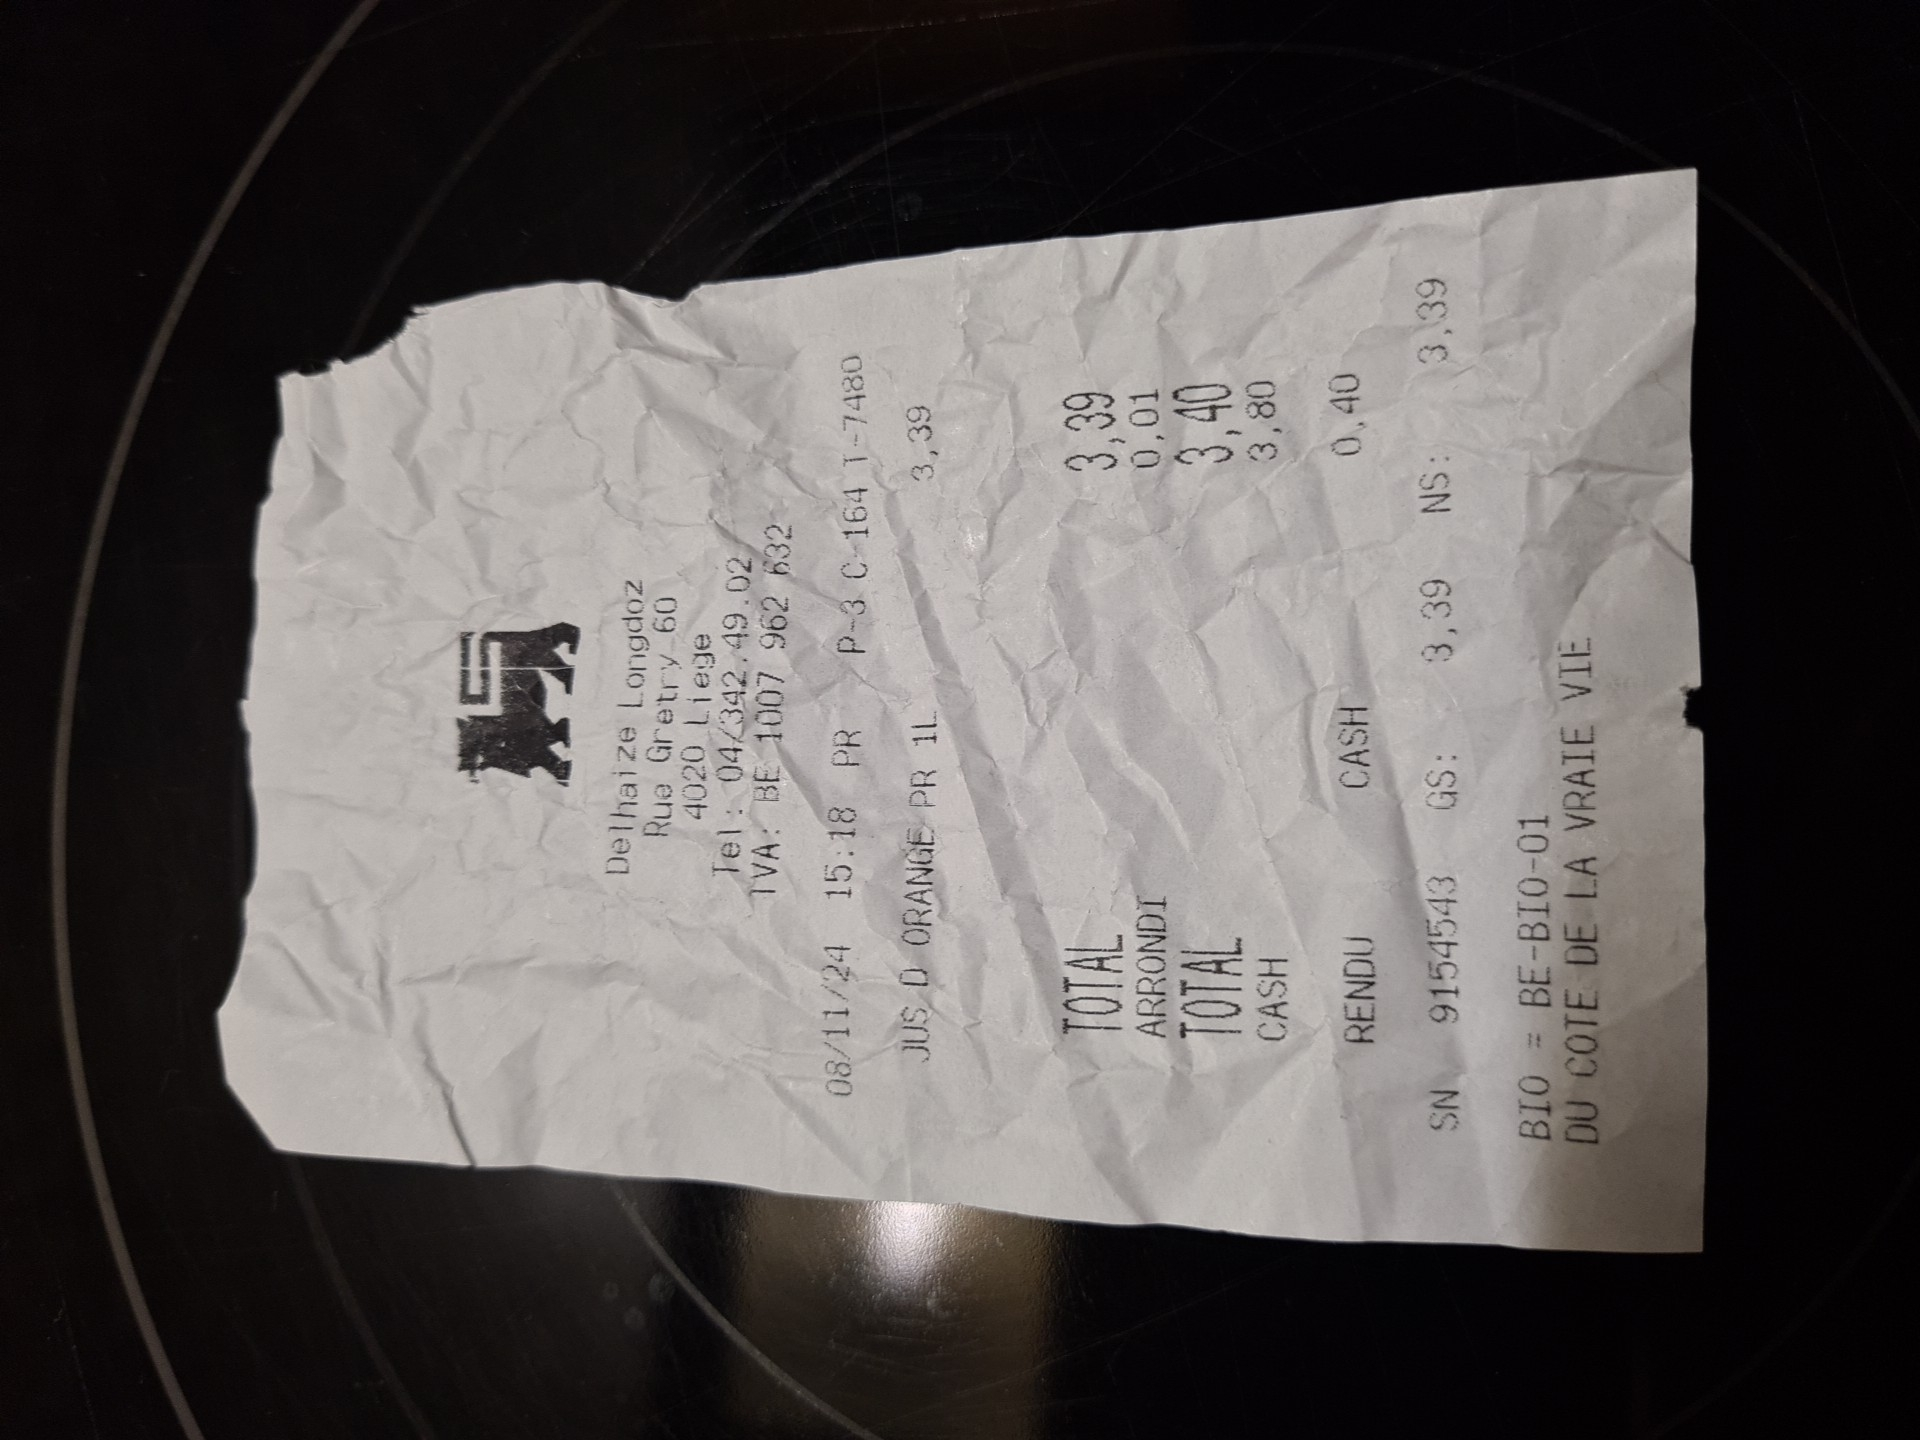 Delhaize Longdoz
Rue Gretry 60
4020 Liege
Tel: 04/342.49.02
TVA: BE 1007 962 632
08/11/24 15:18 PR P-3 C-164 T-7480
JUS D ORANGE PR 1L 3,39
TOTAL 3,39
ARRONDI 0,01
TOTAL 3,40
CASH 3,80
RENDU CASH 0,40
SN 9154543 GS: 3,39 NS: 3,39
BIO = BE-BIO-01
DU COTE DE LA VRAIE VIE